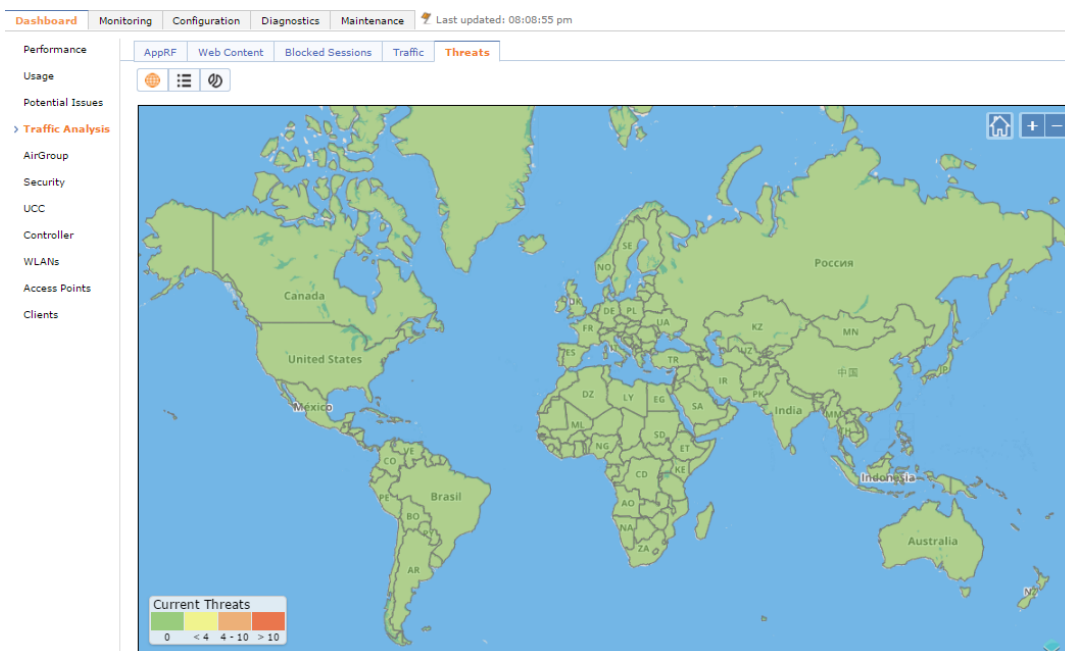 Dashboard Monitoring Configuration Diagnostics Maintenance Last updated: 08:08:55 pm
Performance
Usage
Potential Issues
Traffic Analysis
AirGroup
Security
UCC
Controller
WLANs
Access Points
Clients
AppRF Web Content Blocked Sessions Traffic Threats
Canada
United States
México
VE
CO
PE
Brasil
BO
AR
SE
NO
UK
DE PL
UA
FR
ES
TR
Россия
KZ
MN
UZ
中国
JP
IR
PK
India
MM
TH
Indonesia
Australia
NZ
DZ LY EG
SA
ML
NG
SD
ET
CD
KE
AO
NA
ZA
Current Threats
0 < 4 4 - 10 > 10